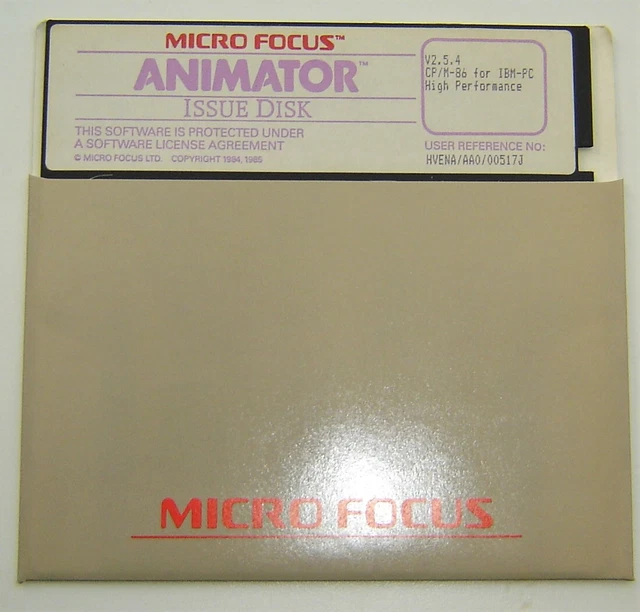 MICRO FOCUS™
ANIMATOR™
ISSUE DISK
THIS SOFTWARE IS PROTECTED UNDER
A SOFTWARE LICENSE AGREEMENT
© MICRO FOCUS LTD. COPYRIGHT 1984, 1985
V2.5.4
CP/M-86 for IBM-PC
High Performance
USER REFERENCE NO:
HVENA/AA0/00517J
MICRO FOCUS